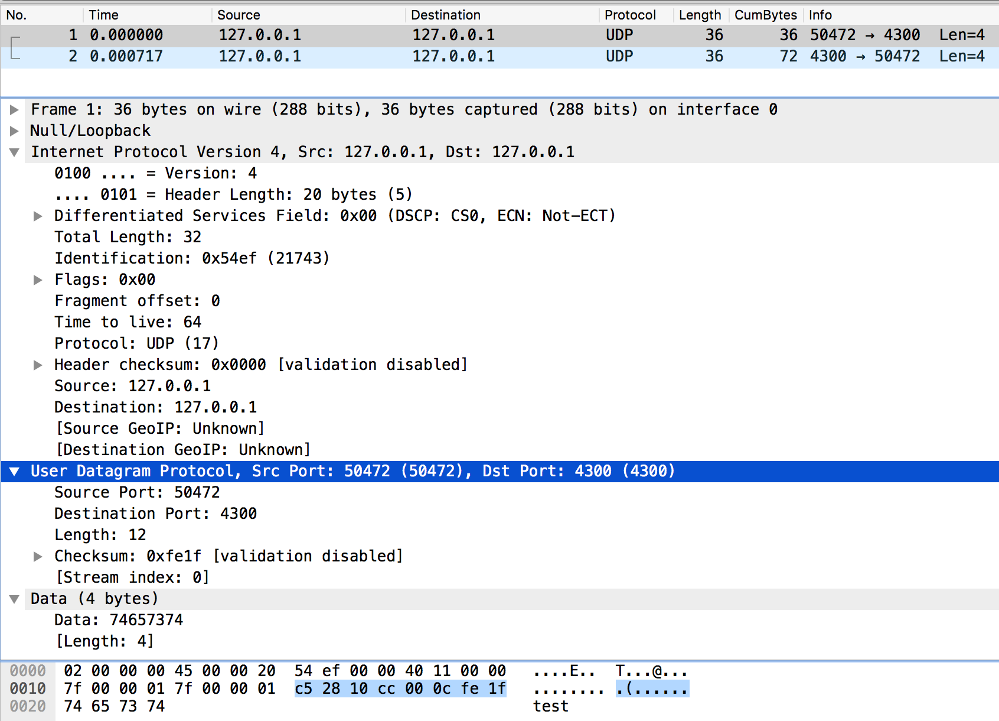 No. Time Source Destination Protocol Length CumBytes Info
1 0.000000 127.0.0.1 127.0.0.1 UDP 36 36 50472 → 4300 Len=4
2 0.000717 127.0.0.1 127.0.0.1 UDP 36 72 4300 → 50472 Len=4
Frame 1: 36 bytes on wire (288 bits), 36 bytes captured (288 bits) on interface 0
Null/Loopback
Internet Protocol Version 4, Src: 127.0.0.1, Dst: 127.0.0.1
0100 .... = Version: 4
.... 0101 = Header Length: 20 bytes (5)
Differentiated Services Field: 0x00 (DSCP: CS0, ECN: Not-ECT)
Total Length: 32
Identification: 0x54ef (21743)
Flags: 0x00
Fragment offset: 0
Time to live: 64
Protocol: UDP (17)
Header checksum: 0x0000 [validation disabled]
Source: 127.0.0.1
Destination: 127.0.0.1
[Source GeoIP: Unknown]
[Destination GeoIP: Unknown]
User Datagram Protocol, Src Port: 50472 (50472), Dst Port: 4300 (4300)
Source Port: 50472
Destination Port: 4300
Length: 12
Checksum: 0xfe1f [validation disabled]
[Stream index: 0]
Data (4 bytes)
Data: 74657374
[Length: 4]
0000 02 00 00 00 45 00 00 20 54 ef 00 00 40 11 00 00 ....E.. T...@...
0010 7f 00 00 01 7f 00 00 01 c5 28 10 cc 00 0c fe 1f ........ .(......
0020 74 65 73 74 test